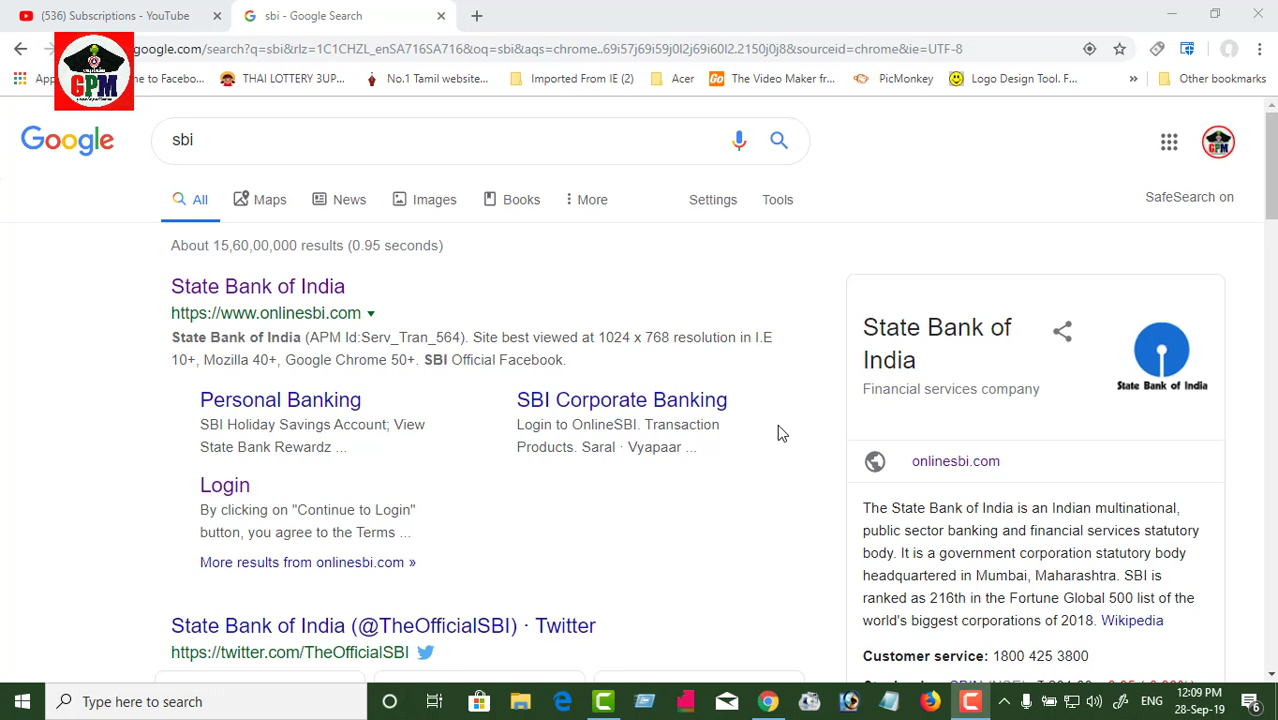 (536) Subscriptions - YouTube
sbi - Google Search
google.com/search?q=sbi&rlz=1C1CHZL_enSA716SA716&oq=sbi&aqs=chrome..69i57j69i59j0l2j69i60l2.2150j0j8&sourceid=chrome&ie=UTF-8
GPM
App
me to Facebo...
THAI LOTTERY 3UP...
No.1 Tamil website...
Imported From IE (2)
Acer
Go
The Video Maker fr...
PicMonkey
Logo Design Tool. F...
»
Other bookmarks
Google
sbi
GPM
All
Maps
News
Images
Books
More
Settings
Tools
SafeSearch on
About 15,60,00,000 results (0.95 seconds)
State Bank of India
https://www.onlinesbi.com
State Bank of India (APM Id:Serv_Tran_564). Site best viewed at 1024 x 768 resolution in I.E
10+, Mozilla 40+, Google Chrome 50+. SBI Official Facebook.
Personal Banking
SBI Holiday Savings Account; View
State Bank Rewardz ...
SBI Corporate Banking
Login to OnlineSBI. Transaction
Products. Saral · Vyapaar ...
Login
By clicking on "Continue to Login"
button, you agree to the Terms ...
More results from onlinesbi.com »
State Bank of India (@TheOfficialSBI) · Twitter
https://twitter.com/TheOfficialSBI
State Bank of
India
Financial services company
State Bank of India
onlinesbi.com
The State Bank of India is an Indian multinational,
public sector banking and financial services statutory
body. It is a government corporation statutory body
headquartered in Mumbai, Maharashtra. SBI is
ranked as 216th in the Fortune Global 500 list of the
world's biggest corporations of 2018. Wikipedia
Customer service: 1800 425 3800
Type here to search
ENG
12:09 PM
28-Sep-19
6